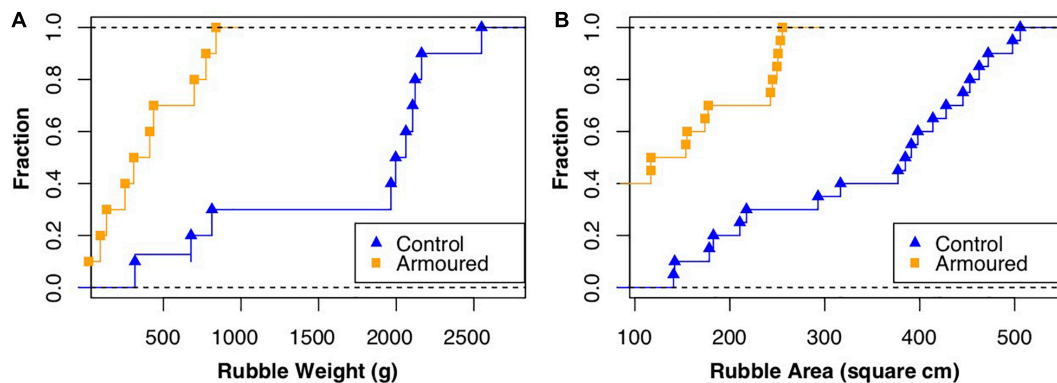 A
Fraction
0.0 0.2 0.4 0.6 0.8 1.0
Control
Armoured
500 1000 1500 2000 2500
Rubble Weight (g)
B
Fraction
0.0 0.2 0.4 0.6 0.8 1.0
Control
Armoured
100 200 300 400 500
Rubble Area (square cm)